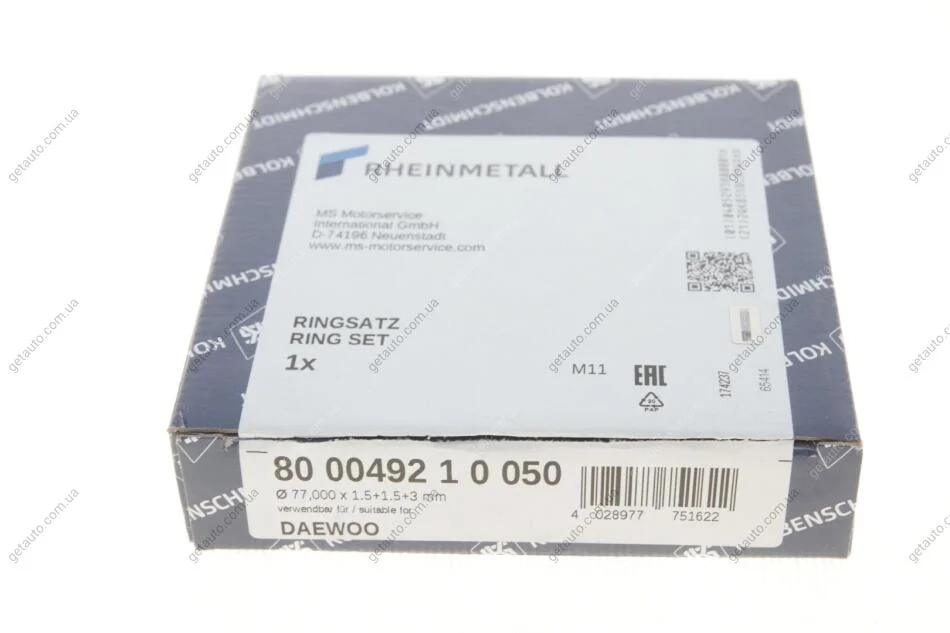 KOLBENSCHMIDT
RHEINMETALL
MS Motorservice
International GmbH
D-74196 Neuenstadt
www.ms-motorservice.com
RINGSATZ
RING SET
1x
M11
EAC
20
PAP
174237
65414
80 00492 1 0 050
Ø 77,000 x 1.5+1.5+3 mm
verwendbar für / suitable for
DAEWOO
4 028977 751622
getauto.com.ua